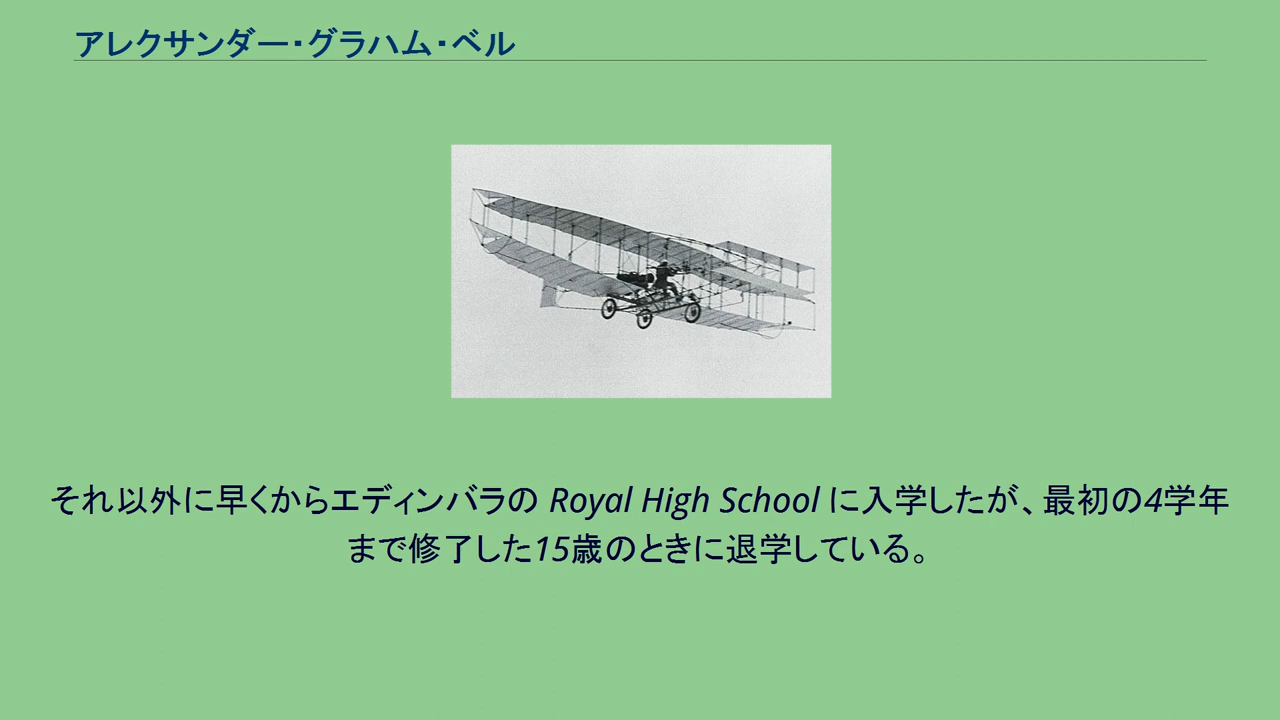 アレクサンダー・グラハム・ベル
それ以外に早くからエディンバラの Royal High School に入学したが、最初の4学年
まで修了した15歳のときに退学している。